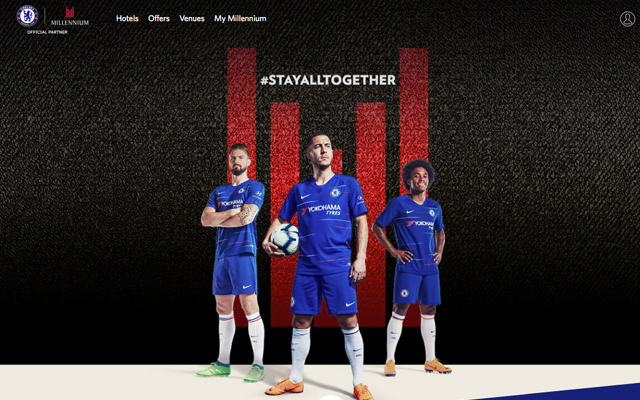 MILLENNIUM
OFFICIAL PARTNER
Hotels Offers Venues My Millennium
#STAYALLTOGETHER
YOKOHAMA
TYRES
YOKOHAMA
TYRES
YOKOHAMA
TYRES